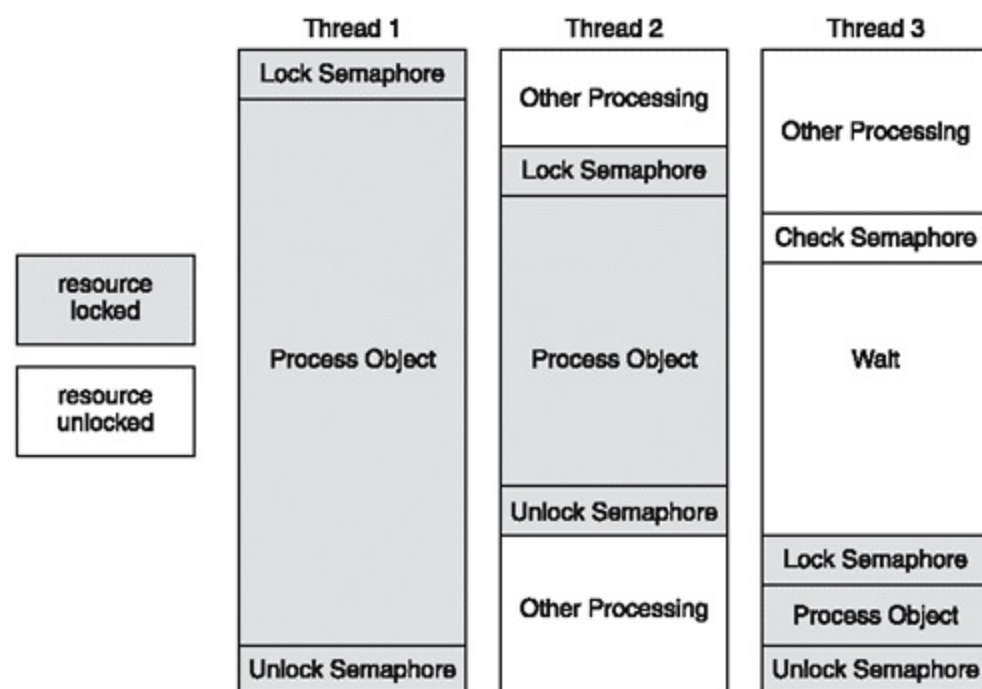 Thread 1
Thread 2
Thread 3
Lock Semaphore
Process Object
Unlock Semaphore
Other Processing
Lock Semaphore
Process Object
Unlock Semaphore
Other Processing
Other Processing
Check Semaphore
Wait
Lock Semaphore
Process Object
Unlock Semaphore
resource
locked
resource
unlocked